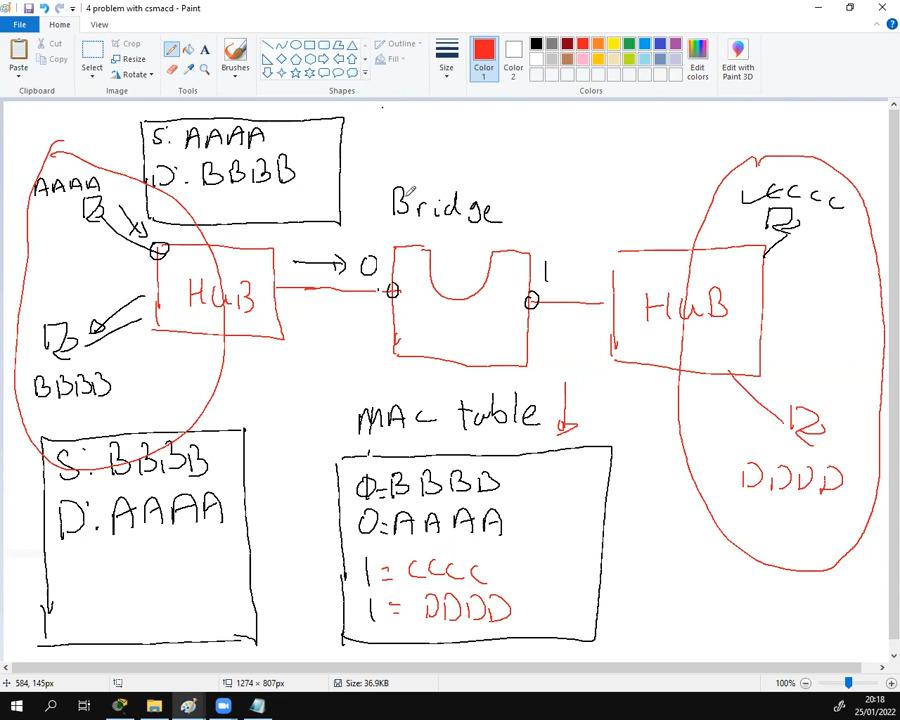 4 problem with csmacd - Paint
File
Home
View
Paste
Cut
Copy
Clipboard
Select
Crop
Resize
Rotate
Image
A
Tools
Brushes
Shapes
Outline
Fill
Size
Color 1
Color 2
Colors
Edit colors
Edit with Paint 3D
S: AAAA
D: BBBB
AAAA
Bridge
CCCC
0
1
HuB
HuB
BBBB
MAC table
DDDD
S: BBBB
D: AAAA
0=BBBB
0=AAAA
1=CCCC
1= DDDD
584, 145px
1274 × 807px
Size: 36.9KB
100%
20:18
25/01/2022